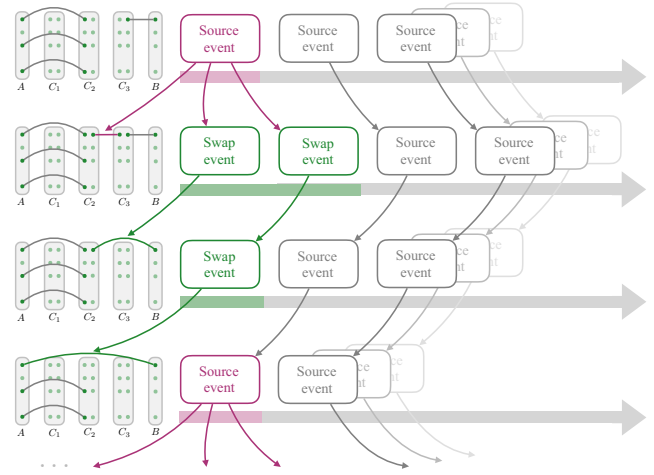 Source
event
Source
event
Source
event
A C₁ C₂ C₃ B
Swap
event
Swap
event
Source
event
Source
event
A C₁ C₂ C₃ B
Swap
event
Source
event
Source
event
A C₁ C₂ C₃ B
Source
event
Source
event
A C₁ C₂ C₃ B
. . .